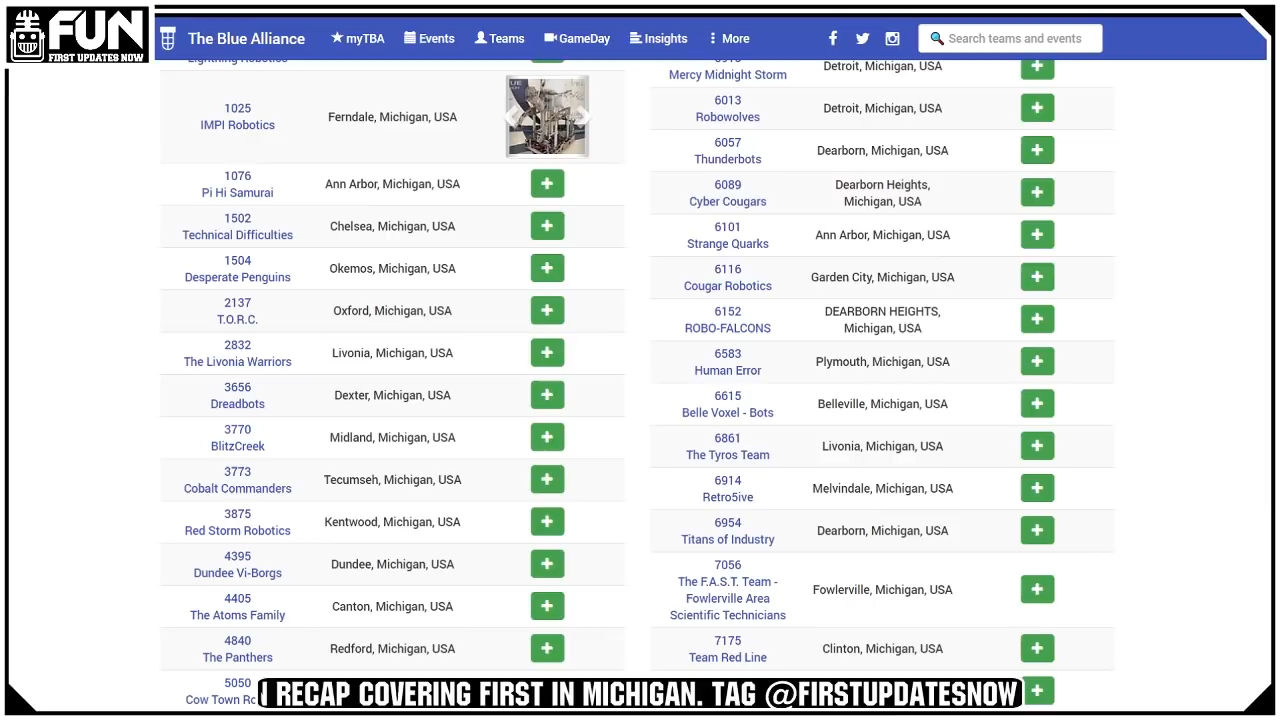 FUN
FIRST UPDATES NOW
The Blue Alliance
myTBA
Events
Teams
GameDay
Insights
More
Search teams and events
Lightning Robotics
1025
IMPI Robotics
Ferndale, Michigan, USA
1076
Pi Hi Samurai
Ann Arbor, Michigan, USA
1502
Technical Difficulties
Chelsea, Michigan, USA
1504
Desperate Penguins
Okemos, Michigan, USA
2137
T.O.R.C.
Oxford, Michigan, USA
2832
The Livonia Warriors
Livonia, Michigan, USA
3656
Dreadbots
Dexter, Michigan, USA
3770
BlitzCreek
Midland, Michigan, USA
3773
Cobalt Commanders
Tecumseh, Michigan, USA
3875
Red Storm Robotics
Kentwood, Michigan, USA
4395
Dundee Vi-Borgs
Dundee, Michigan, USA
4405
The Atoms Family
Canton, Michigan, USA
4840
The Panthers
Redford, Michigan, USA
5050
Cow Town Ro
Mercy Midnight Storm
Detroit, Michigan, USA
6013
Robowolves
Detroit, Michigan, USA
6057
Thunderbots
Dearborn, Michigan, USA
6089
Cyber Cougars
Dearborn Heights,
Michigan, USA
6101
Strange Quarks
Ann Arbor, Michigan, USA
6116
Cougar Robotics
Garden City, Michigan, USA
6152
ROBO-FALCONS
DEARBORN HEIGHTS,
Michigan, USA
6583
Human Error
Plymouth, Michigan, USA
6615
Belle Voxel - Bots
Belleville, Michigan, USA
6861
The Tyros Team
Livonia, Michigan, USA
6914
Retro5ive
Melvindale, Michigan, USA
6954
Titans of Industry
Dearborn, Michigan, USA
7056
The F.A.S.T. Team -
Fowlerville Area
Scientific Technicians
Fowlerville, Michigan, USA
7175
Team Red Line
Clinton, Michigan, USA
RECAP COVERING FIRST IN MICHIGAN. TAG @FIRSTUPDATESNOW